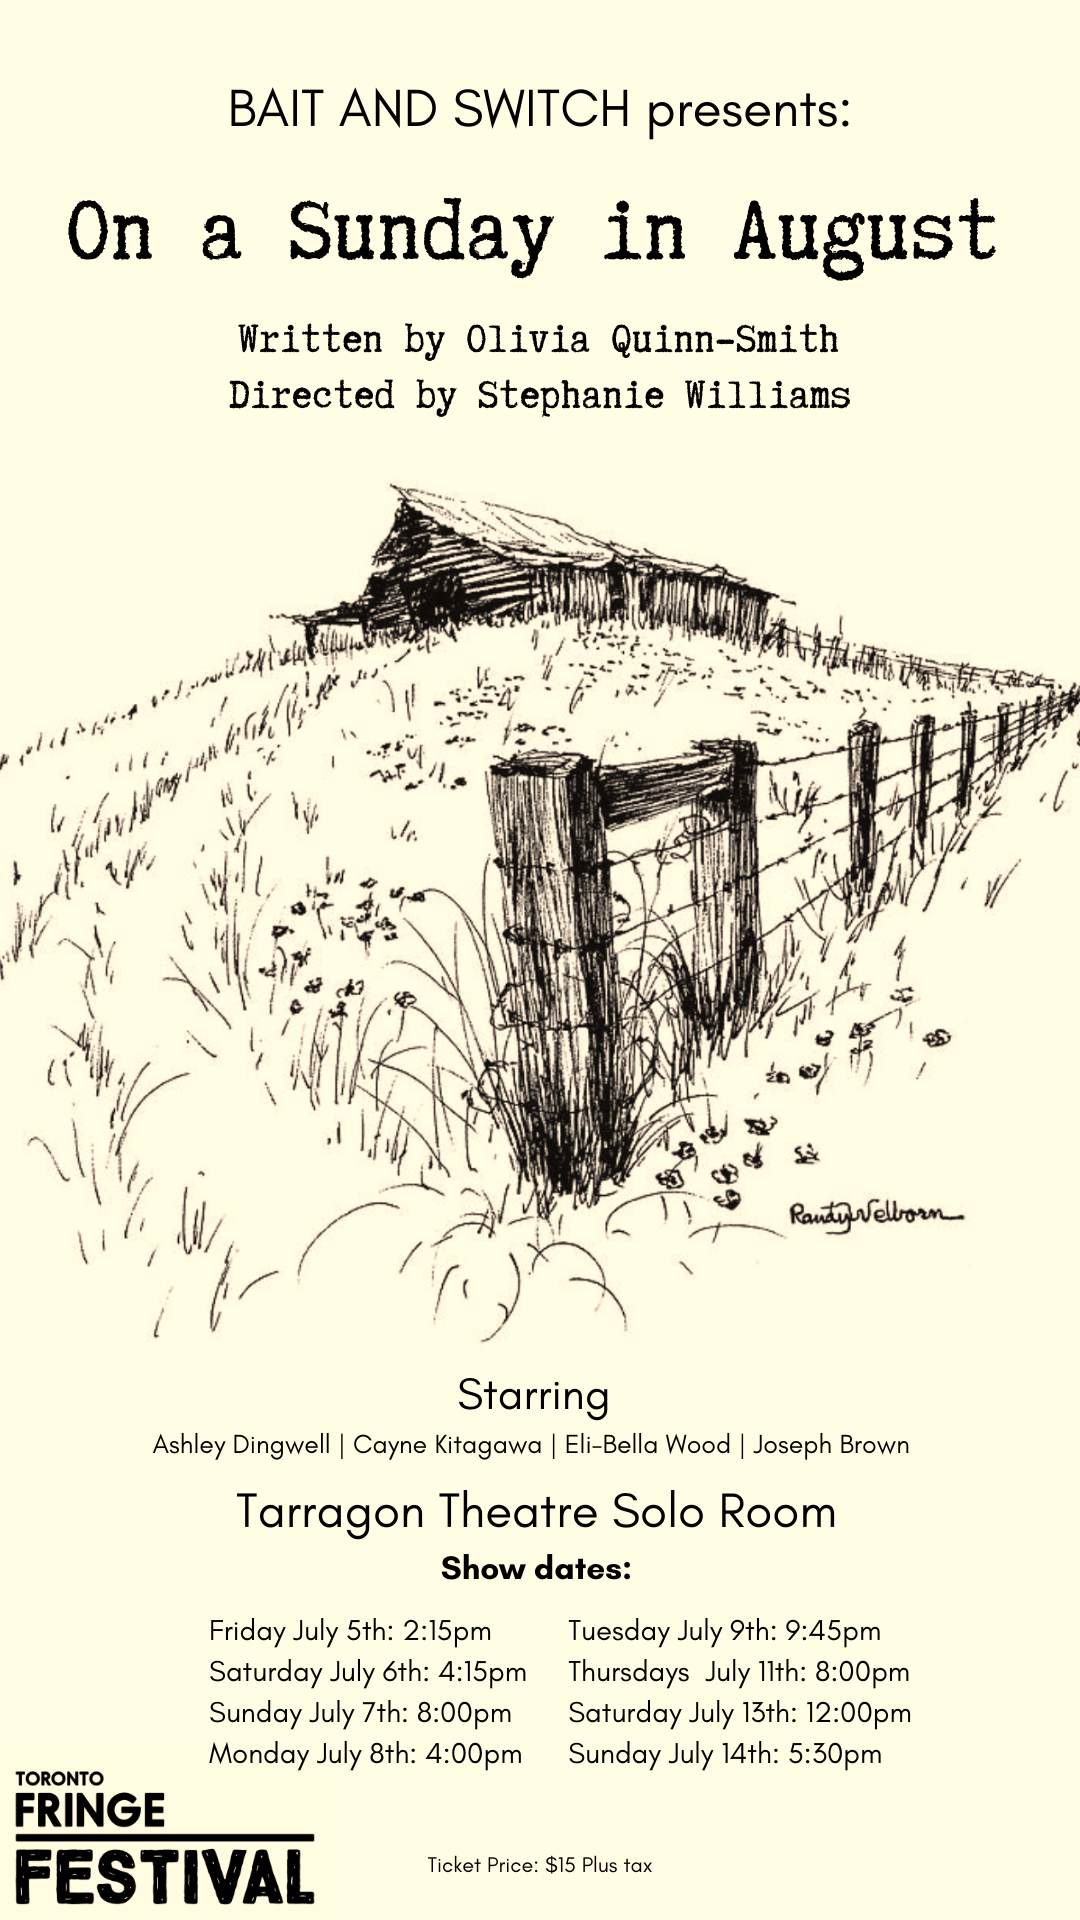 BAIT AND SWITCH presents:
On a Sunday in August
Written by Olivia Quinn-Smith
Directed by Stephanie Williams
Randy Welborn
Starring
Ashley Dingwell | Cayne Kitagawa | Eli-Bella Wood | Joseph Brown
Tarragon Theatre Solo Room
Show dates:
Friday July 5th: 2:15pm
Saturday July 6th: 4:15pm
Sunday July 7th: 8:00pm
Monday July 8th: 4:00pm
Tuesday July 9th: 9:45pm
Thursdays  July 11th: 8:00pm
Saturday July 13th: 12:00pm
Sunday July 14th: 5:30pm
TORONTO
FRINGE
FESTIVAL
Ticket Price: $15 Plus tax